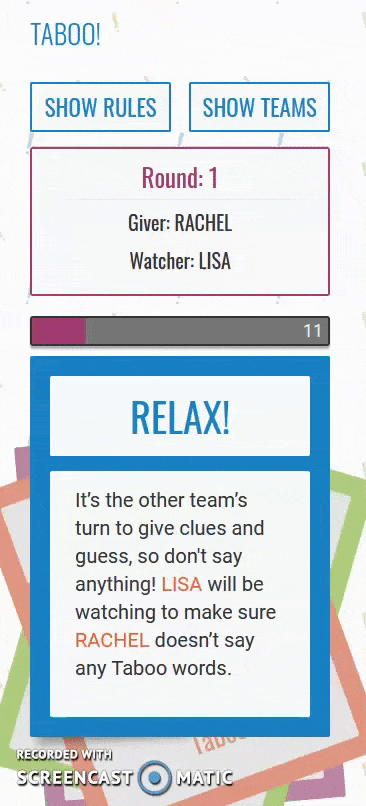 TABOO!
SHOW RULES
SHOW TEAMS
Round: 1
Giver: RACHEL
Watcher: LISA
11
RELAX!
It’s the other team’s
turn to give clues and
guess, so don't say
anything! LISA will be
watching to make sure
RACHEL doesn’t say
any Taboo words.
Taboo
RECORDED WITH
SCREENCAST MATIC